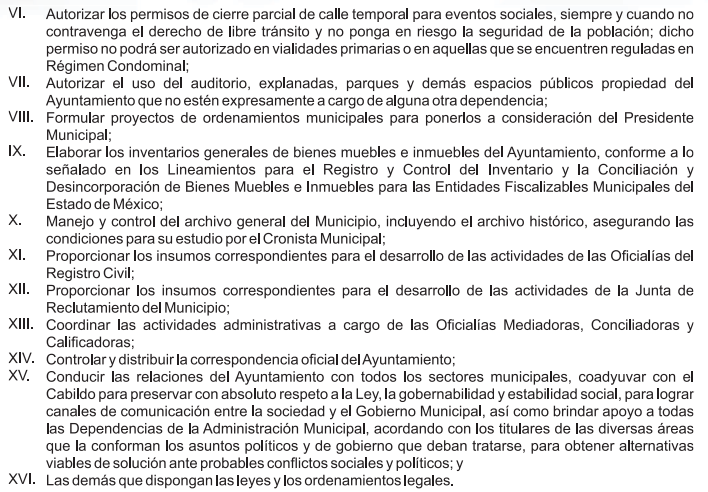 VI. Autorizar los permisos de cierre parcial de calle temporal para eventos sociales, siempre y cuando no
contravenga el derecho de libre tránsito y no ponga en riesgo la seguridad de la población; dicho
permiso no podrá ser autorizado en vialidades primarias o en aquellas que se encuentren reguladas en
Régimen Condominal;
VII. Autorizar el uso del auditorio, explanadas, parques y demás espacios públicos propiedad del
Ayuntamiento que no estén expresamente a cargo de alguna otra dependencia;
VIII. Formular proyectos de ordenamientos municipales para ponerlos a consideración del Presidente
Municipal;
IX. Elaborar los inventarios generales de bienes muebles e inmuebles del Ayuntamiento, conforme a lo
señalado en los Lineamientos para el Registro y Control del Inventario y la Conciliación y
Desincorporación de Bienes Muebles e Inmuebles para las Entidades Fiscalizables Municipales del
Estado de México;
X. Manejo y control del archivo general del Municipio, incluyendo el archivo histórico, asegurando las
condiciones para su estudio por el Cronista Municipal;
XI. Proporcionar los insumos correspondientes para el desarrollo de las actividades de las Oficialías del
Registro Civil;
XII. Proporcionar los insumos correspondientes para el desarrollo de las actividades de la Junta de
Reclutamiento del Municipio;
XIII. Coordinar las actividades administrativas a cargo de las Oficialías Mediadoras, Conciliadoras y
Calificadoras;
XIV. Controlar y distribuir la correspondencia oficial del Ayuntamiento;
XV. Conducir las relaciones del Ayuntamiento con todos los sectores municipales, coadyuvar con el
Cabildo para preservar con absoluto respeto a la Ley, la gobernabilidad y estabilidad social, para lograr
canales de comunicación entre la sociedad y el Gobierno Municipal, así como brindar apoyo a todas
las Dependencias de la Administración Municipal, acordando con los titulares de las diversas áreas
que la conforman los asuntos políticos y de gobierno que deban tratarse, para obtener alternativas
viables de solución ante probables conflictos sociales y políticos; y
XVI. Las demás que dispongan las leyes y los ordenamientos legales.